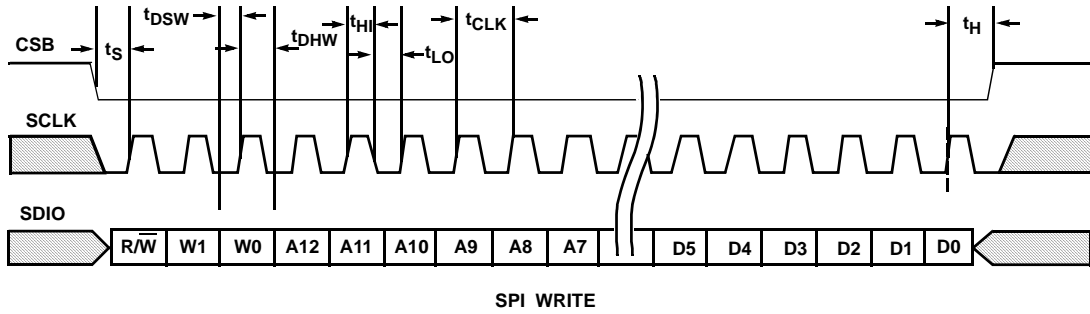 CSB
tS
tDSW
tDHW
tHI
tLO
tCLK
tH
SCLK
SDIO
R/W̅ W1 W0 A12 A11 A10 A9 A8 A7 D5 D4 D3 D2 D1 D0
SPI WRITE